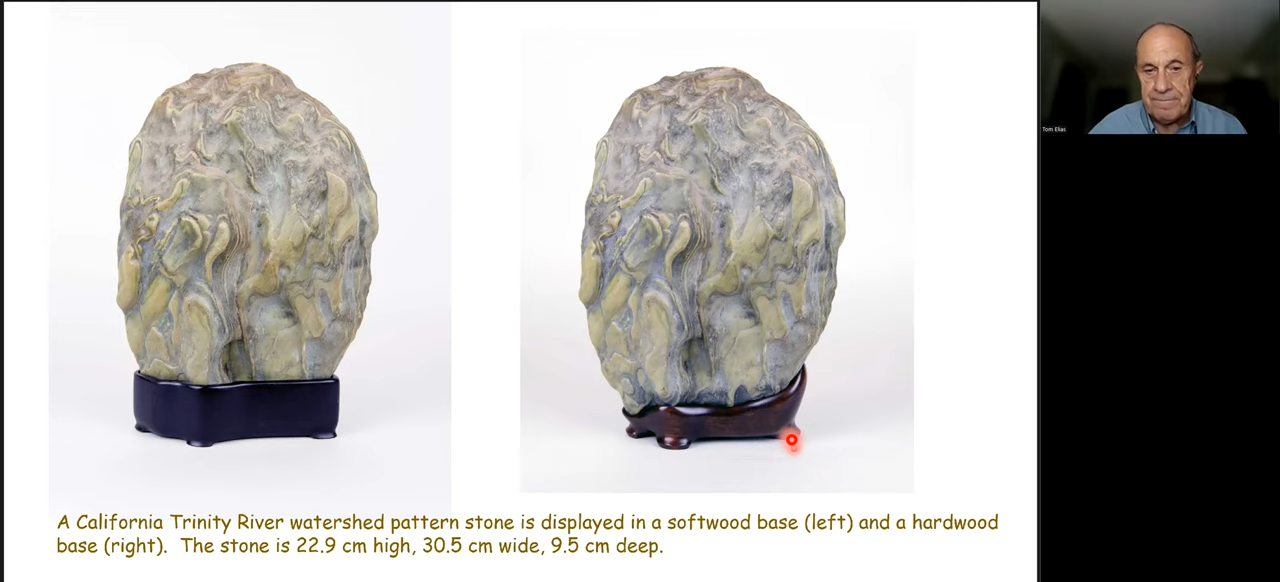 Tom Elias
A California Trinity River watershed pattern stone is displayed in a softwood base (left) and a hardwood
base (right).  The stone is 22.9 cm high, 30.5 cm wide, 9.5 cm deep.